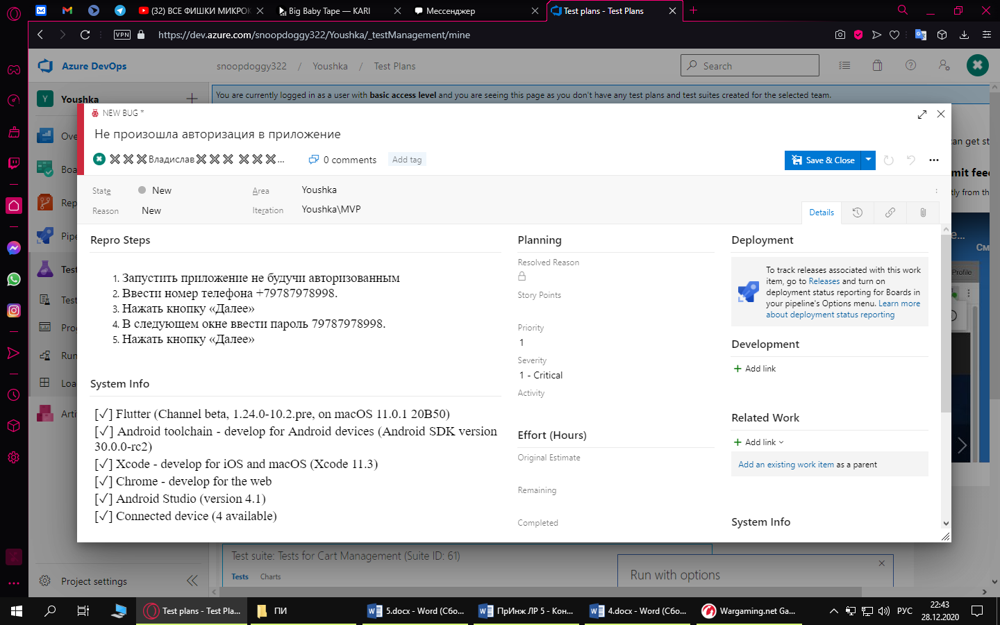 (32) ВСЕ ФИШКИ МИКРОК
Big Baby Tape — KARI
Мессенджер
Test plans - Test Plans
VPN
https://dev.azure.com/snoopdoggy322/Youshka/_testManagement/mine
Azure DevOps
snoopdoggy322 / Youshka / Test Plans
Search
Y Youshka
You are currently logged in as a user with basic access level and you are seeing this page as you don't have any test plans and test suites created for the selected team.
NEW BUG *
Не произошла авторизация в приложение
Владислав ...
0 comments
Add tag
Save & Close
State
New
Area
Youshka
Reason
New
Iteration
Youshka\MVP
Details
Repro Steps
1. Запустить приложение не будучи авторизованным
2. Ввести номер телефона +79787978998.
3. Нажать кнопку «Далее»
4. В следующем окне ввести пароль 79787978998.
5. Нажать кнопку «Далее»
System Info
[✓] Flutter (Channel beta, 1.24.0-10.2.pre, on macOS 11.0.1 20B50)
[✓] Android toolchain - develop for Android devices (Android SDK version
30.0.0-rc2)
[✓] Xcode - develop for iOS and macOS (Xcode 11.3)
[✓] Chrome - develop for the web
[✓] Android Studio (version 4.1)
[✓] Connected device (4 available)
Planning
Resolved Reason
Story Points
Priority
1
Severity
1 - Critical
Activity
Effort (Hours)
Original Estimate
Remaining
Completed
Deployment
To track releases associated with this work
item, go to Releases and turn on
deployment status reporting for Boards in
your pipeline's Options menu. Learn more
about deployment status reporting
Development
Add link
Related Work
Add link
Add an existing work item as a parent
System Info
Ove
Boa
Rep
Pipe
Test
Test
Prog
Run
Loa
Arti
Project settings
an get st
mit feed
tly from th
e...
См
Profile
Test suite: Tests for Cart Management (Suite ID: 61)
Tests
Charts
Run with options
Test plans - Test Pla...
ПИ
5.docx - Word (Сбо...
ПрИнж ЛР 5 - Кон...
4.docx - Word (Сбо...
Wargaming.net Ga...
РУС
22:43
28.12.2020